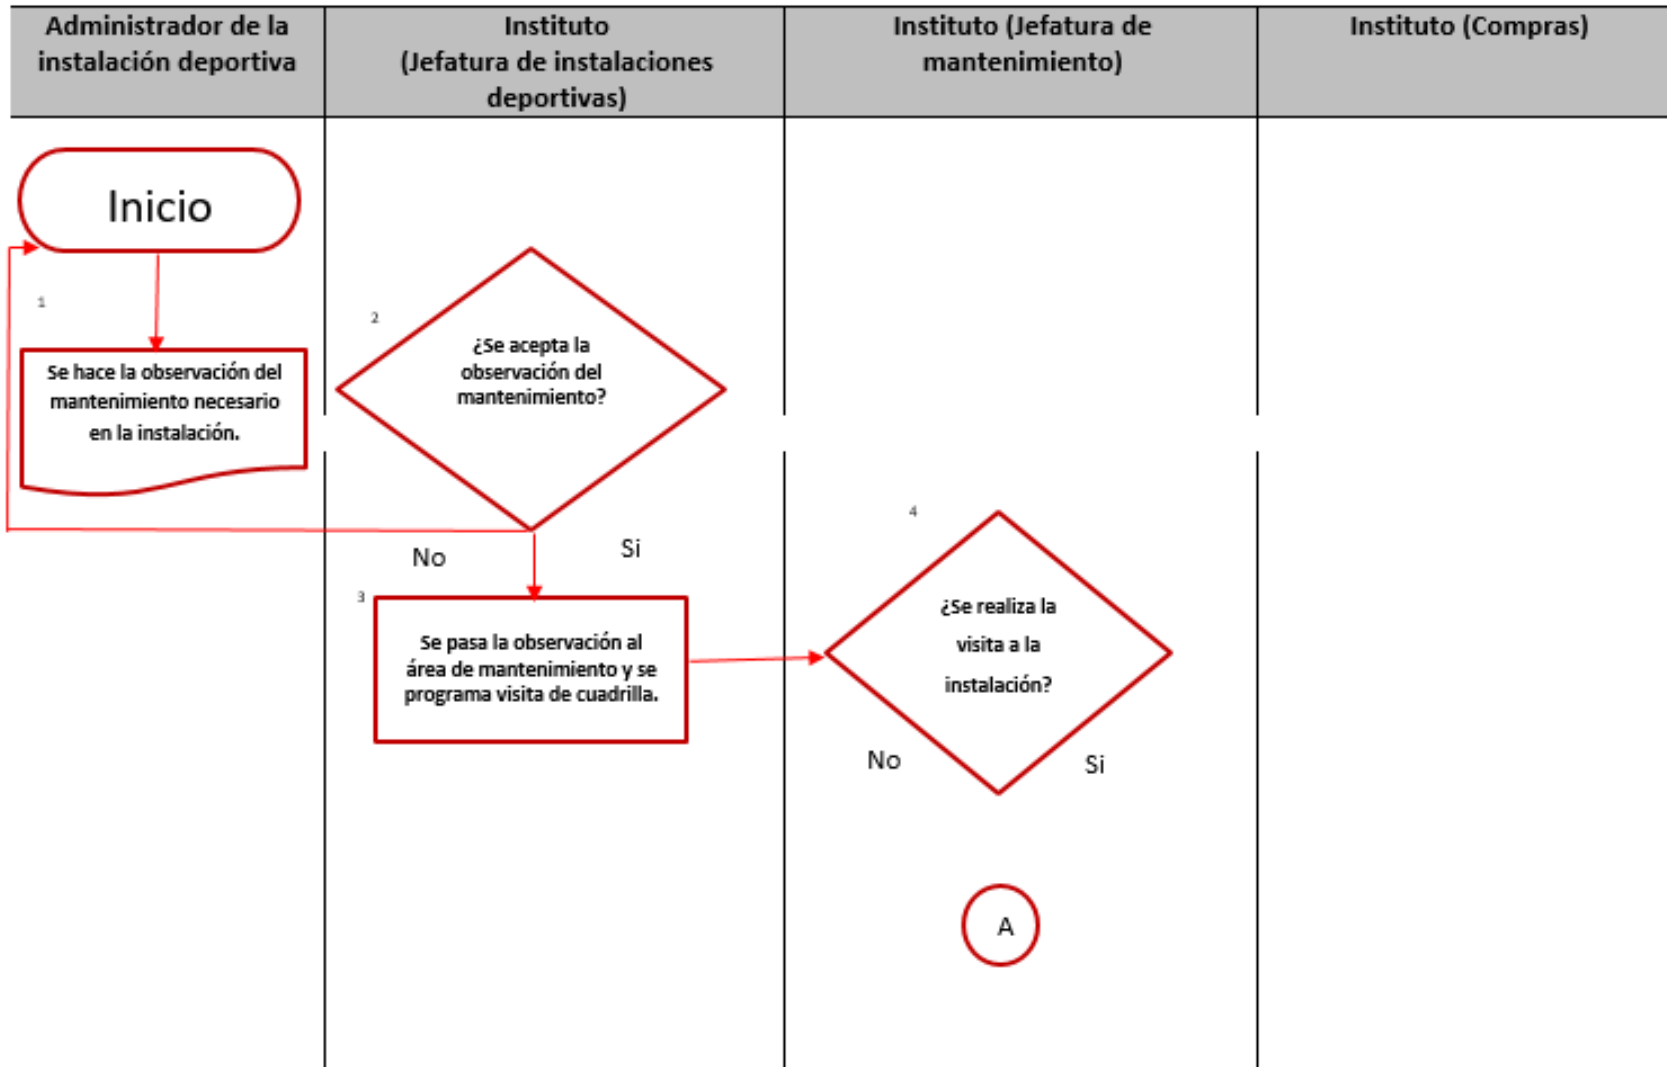 Administrador de la
instalación deportiva
Instituto
(Jefatura de instalaciones
deportivas)
Instituto (Jefatura de
mantenimiento)
Instituto (Compras)
Inicio
1
Se hace la observación del
mantenimiento necesario
en la instalación.
2
¿Se acepta la
observación del
mantenimiento?
No
Si
3
Se pasa la observación al
área de mantenimiento y se
programa visita de cuadrilla.
4
¿Se realiza la
visita a la
instalación?
No
Si
A